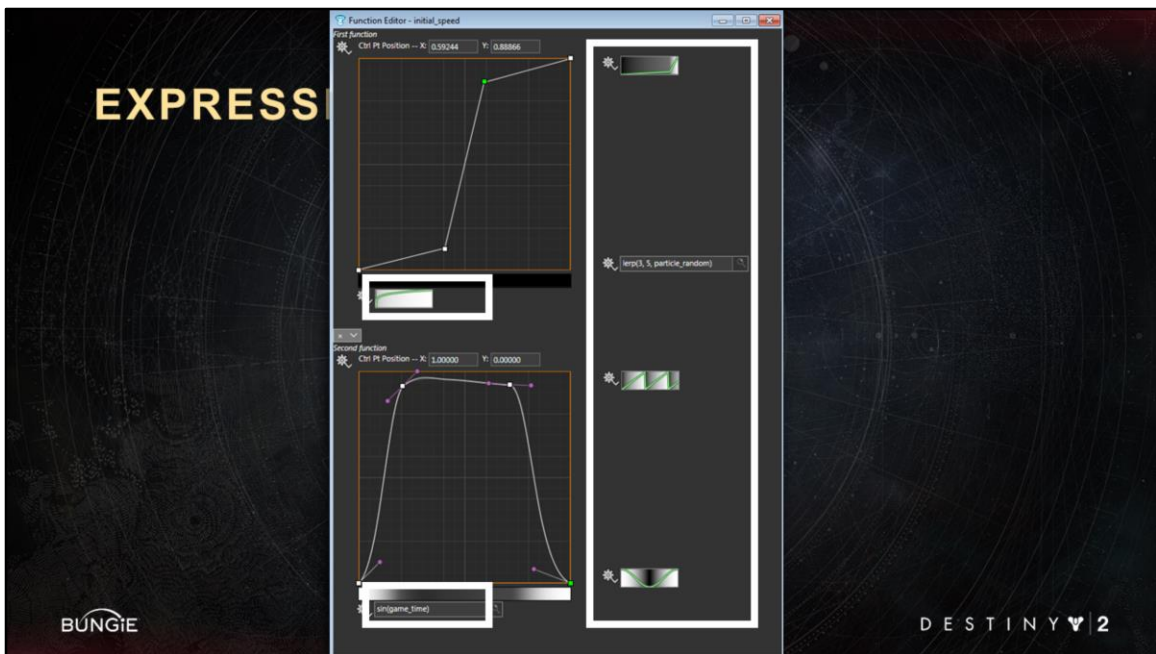 Function Editor - initial_speed
First function
Ctrl Pt Position -- X: 0.59244 Y: 0.88866
EXPRESSI
lerp(3, 5, particle_random)
Second function
Ctrl Pt Position -- X: 1.00000 Y: 0.00000
sin(game_time)
BUNGiE
DESTINY 2